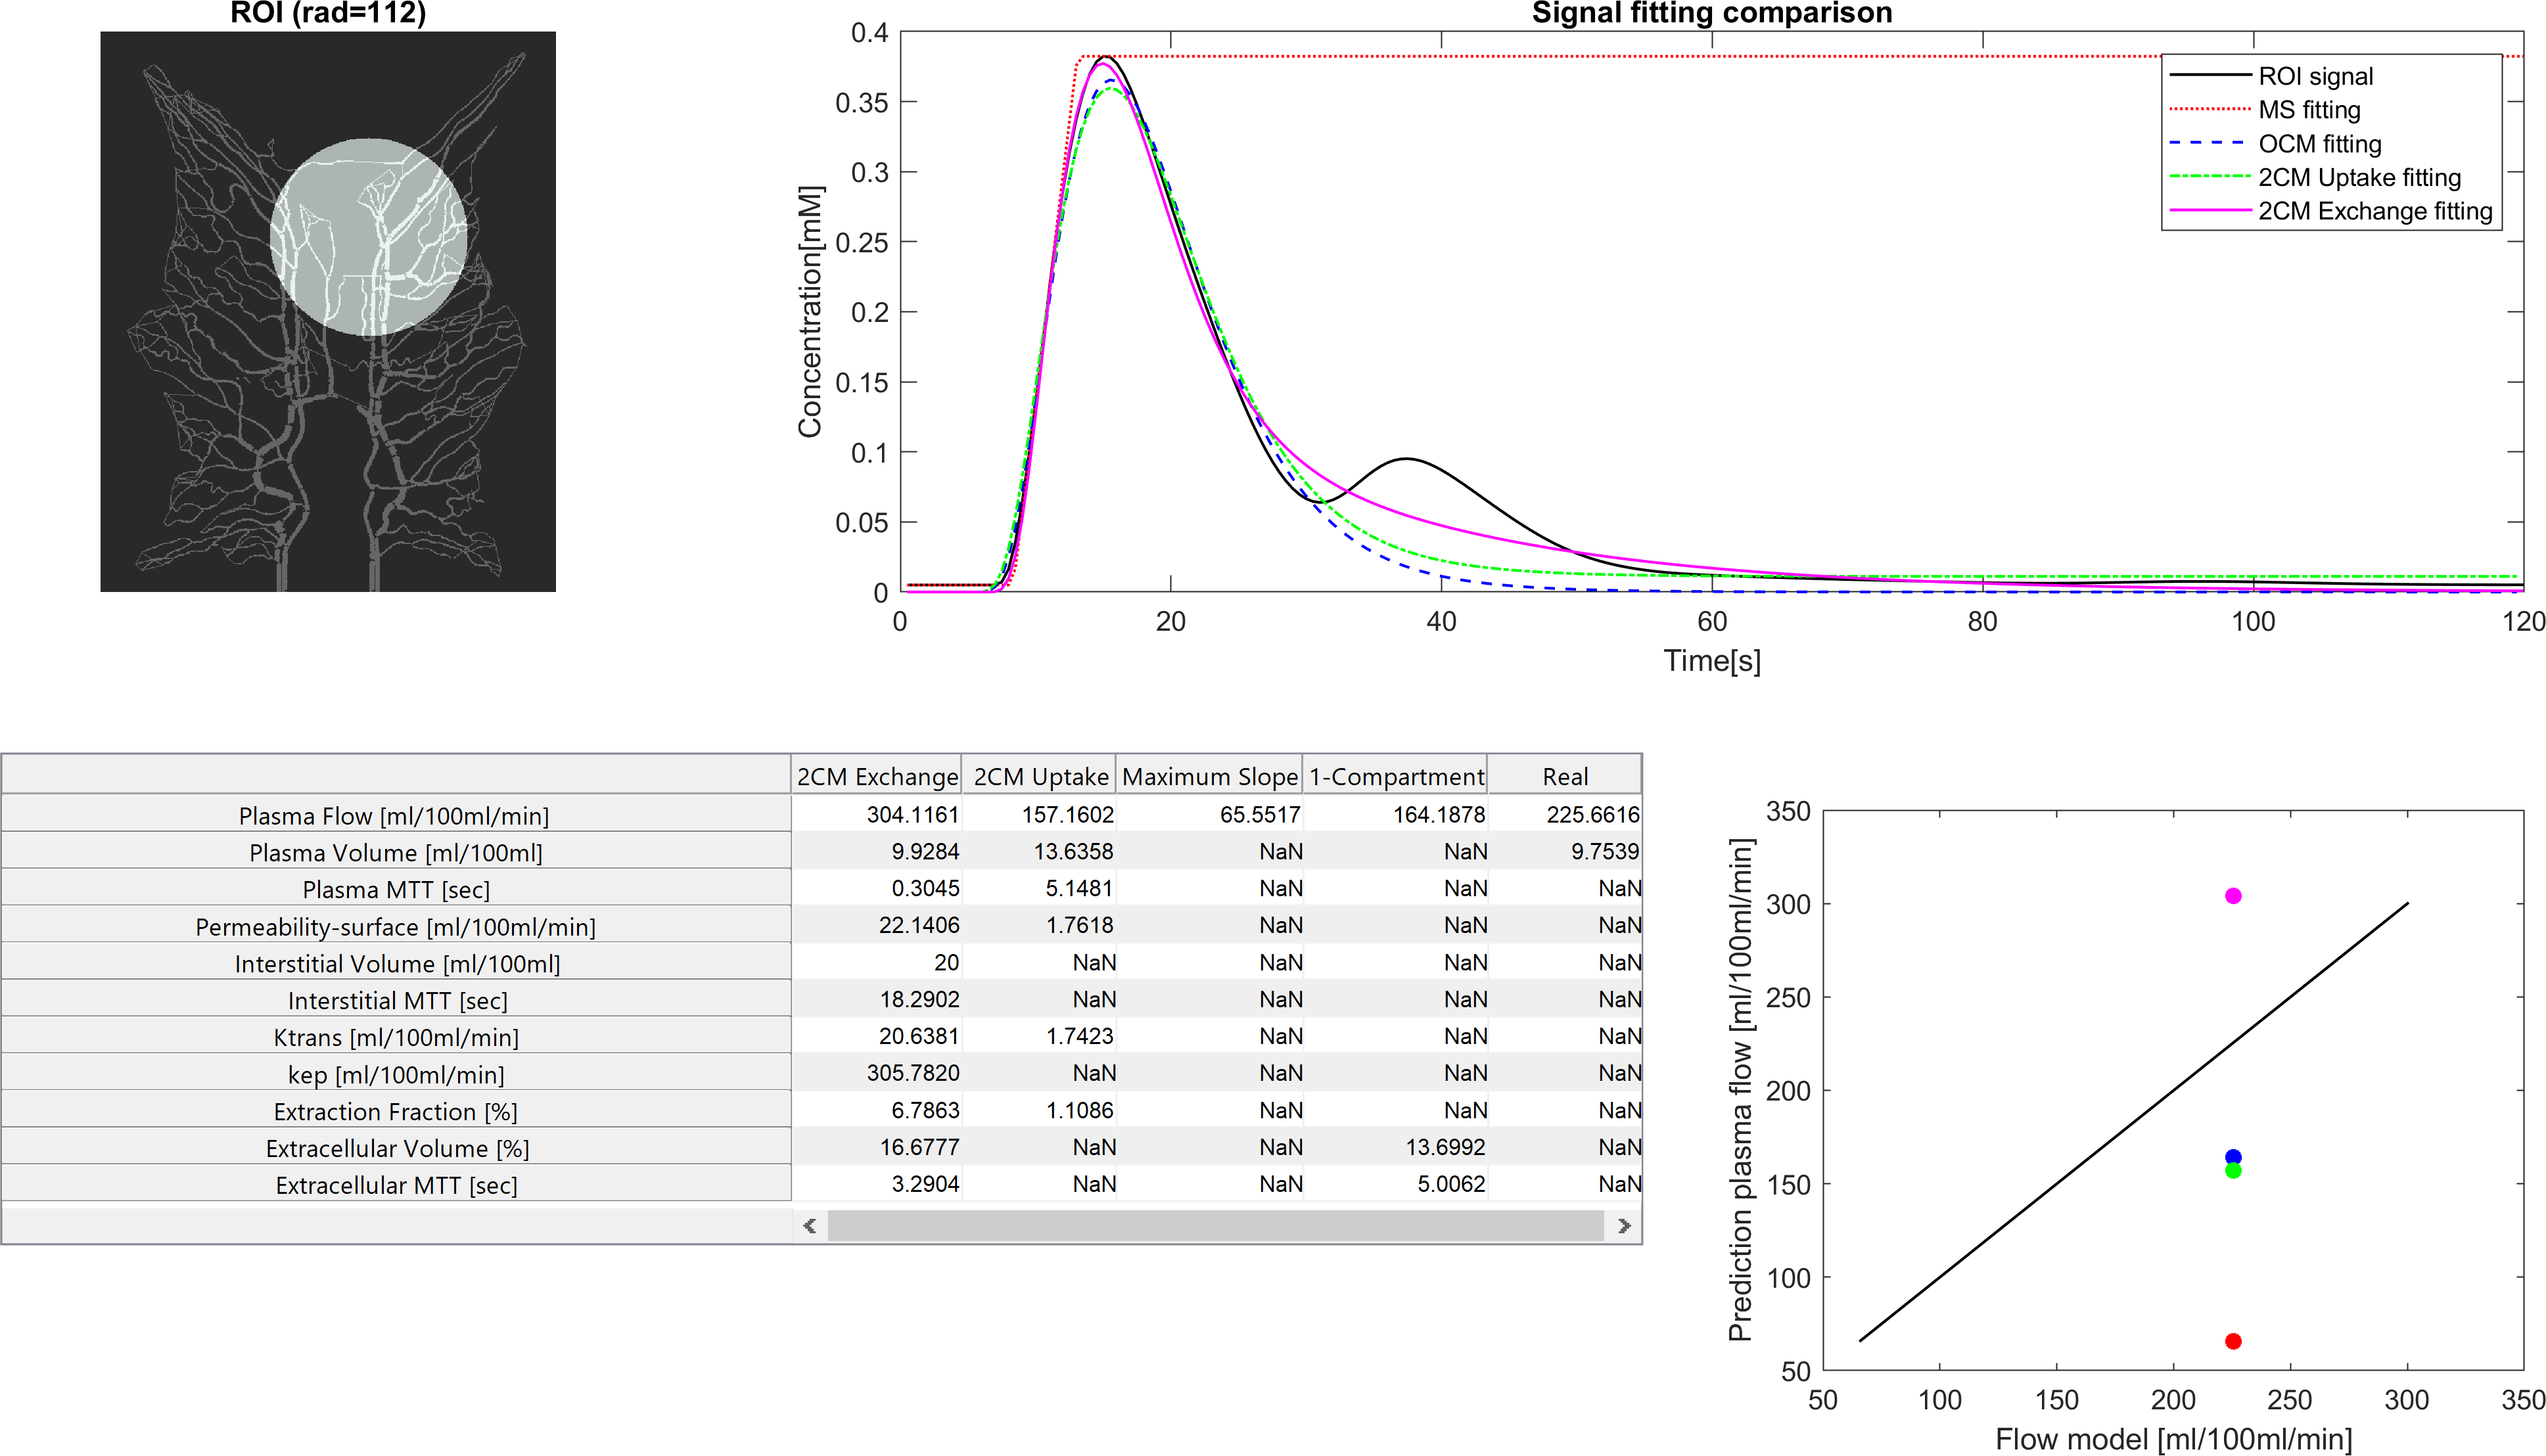 ROI (rad=112)
Signal fitting comparison
0.4
0.35
0.3
0.25
0.2
0.15
0.1
0.05
0
Concentration[mM]
0 20 40 60 80 100 120
Time[s]
ROI signal
MS fitting
OCM fitting
2CM Uptake fitting
2CM Exchange fitting
2CM Exchange 2CM Uptake Maximum Slope 1-Compartment Real
Plasma Flow [ml/100ml/min] 304.1161 157.1602 65.5517 164.1878 225.6616
Plasma Volume [ml/100ml] 9.9284 13.6358 NaN NaN 9.7539
Plasma MTT [sec] 0.3045 5.1481 NaN NaN NaN
Permeability-surface [ml/100ml/min] 22.1406 1.7618 NaN NaN NaN
Interstitial Volume [ml/100ml] 20 NaN NaN NaN NaN
Interstitial MTT [sec] 18.2902 NaN NaN NaN NaN
Ktrans [ml/100ml/min] 20.6381 1.7423 NaN NaN NaN
kep [ml/100ml/min] 305.7820 NaN NaN NaN NaN
Extraction Fraction [%] 6.7863 1.1086 NaN NaN NaN
Extracellular Volume [%] 16.6777 NaN NaN 13.6992 NaN
Extracellular MTT [sec] 3.2904 NaN NaN 5.0062 NaN
350
300
250
200
150
100
50
Prediction plasma flow [ml/100ml/min]
50 100 150 200 250 300 350
Flow model [ml/100ml/min]